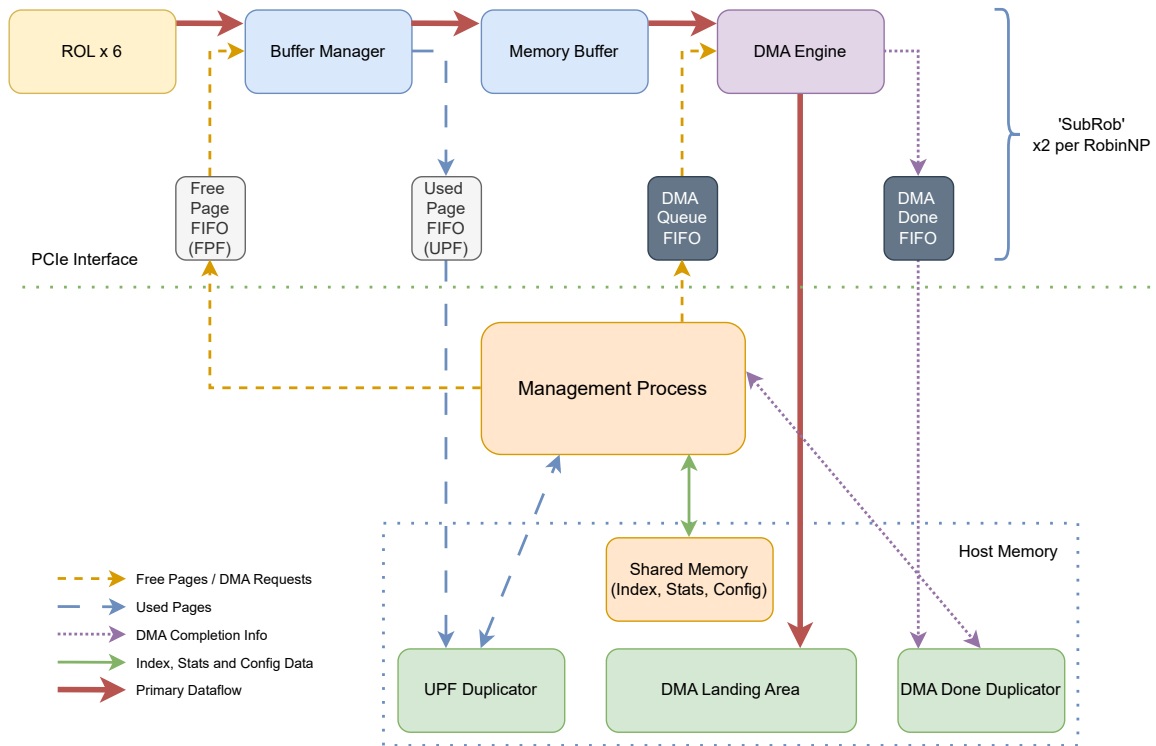 ROL x 6
Buffer Manager
Memory Buffer
DMA Engine
'SubRob'
x2 per RobinNP
Free
Page
FIFO
(FPF)
Used
Page
FIFO
(UPF)
DMA
Queue
FIFO
DMA
Done
FIFO
PCIe Interface
Management Process
Host Memory
Shared Memory
(Index, Stats, Config)
Free Pages / DMA Requests
Used Pages
DMA Completion Info
Index, Stats and Config Data
Primary Dataflow
UPF Duplicator
DMA Landing Area
DMA Done Duplicator